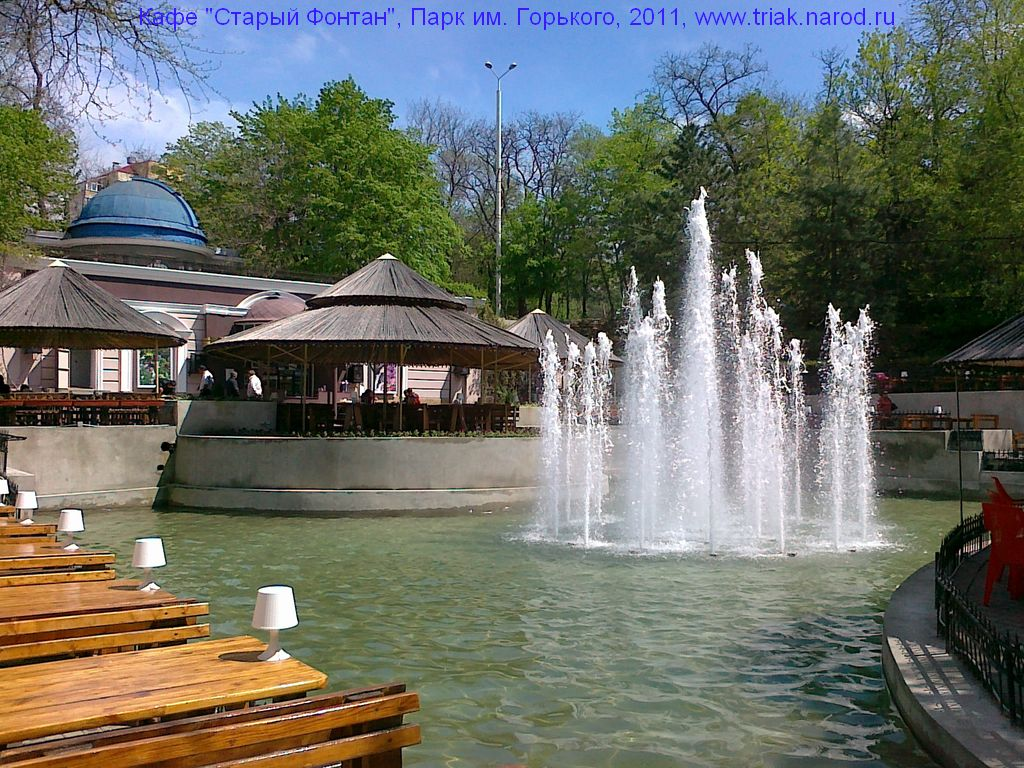 Кафе "Старый Фонтан", Парк им. Горького, 2011, www.triak.narod.ru